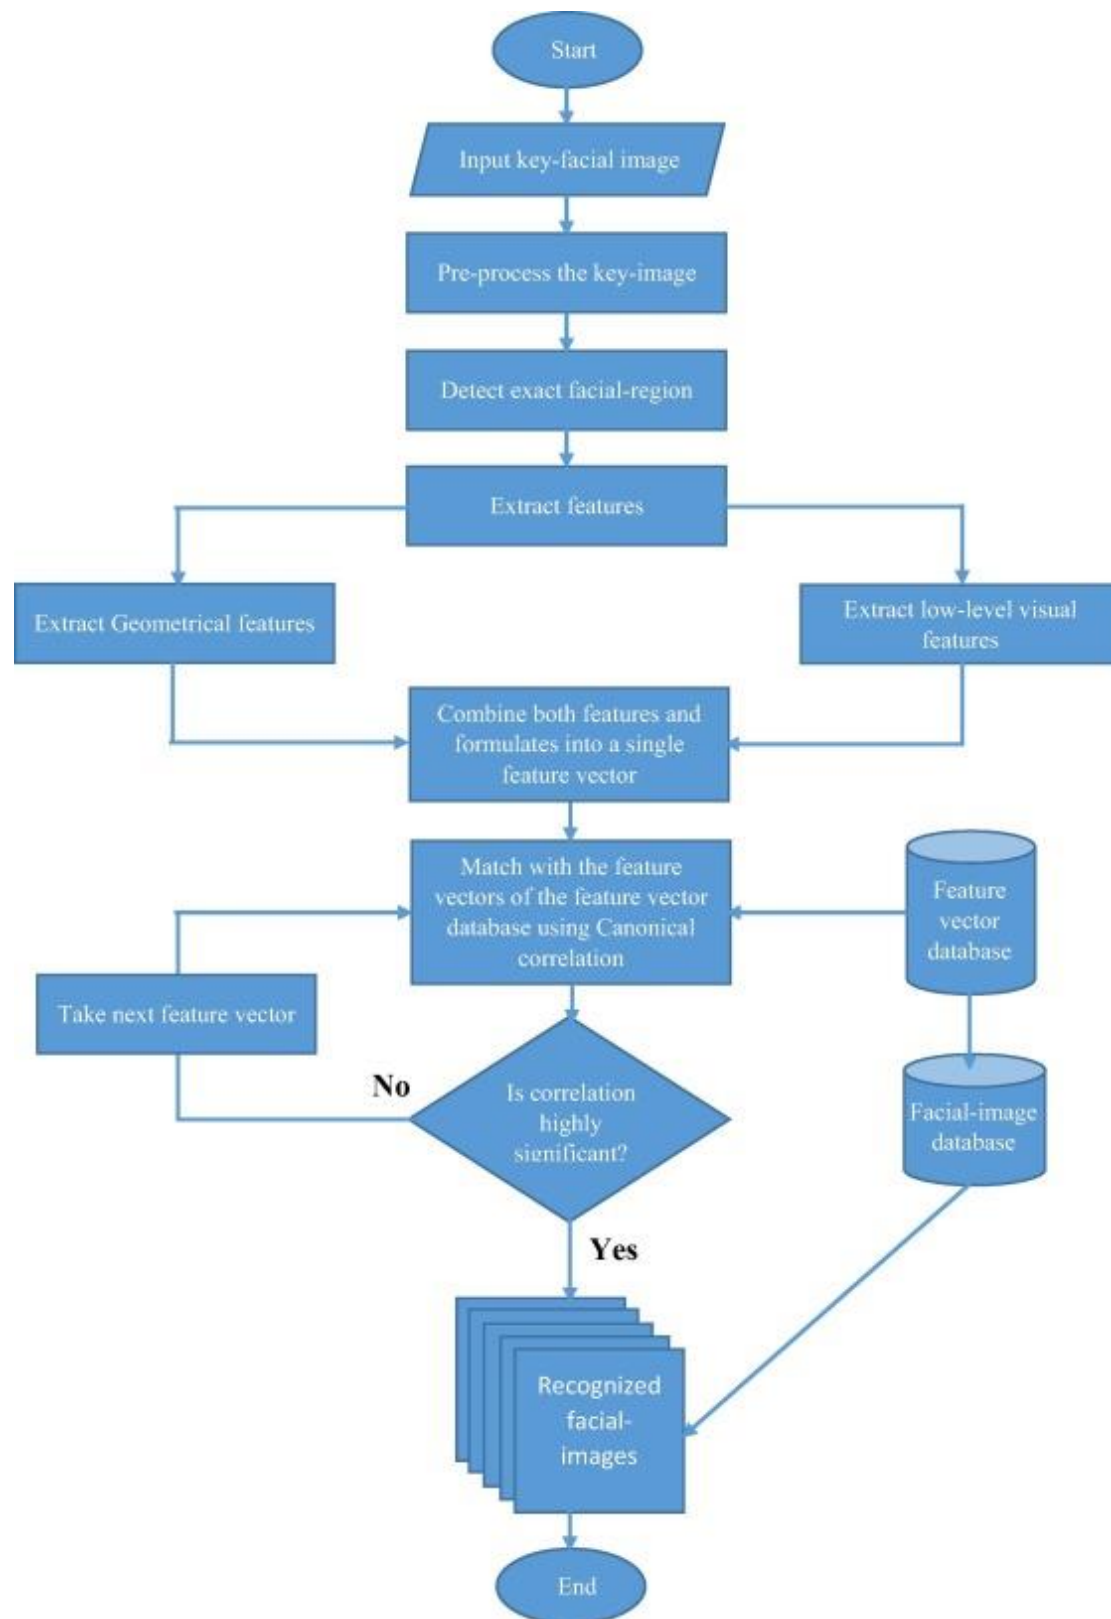 Start
Input key-facial image
Pre-process the key-image
Detect exact facial-region
Extract features
Extract Geometrical features
Extract low-level visual
features
Combine both features and
formulates into a single
feature vector
Match with the feature
vectors of the feature vector
database using Canonical
correlation
Feature
vector
database
Take next feature vector
No
Is correlation
highly
significant?
Facial-image
database
Yes
Recognized
facial-
images
End